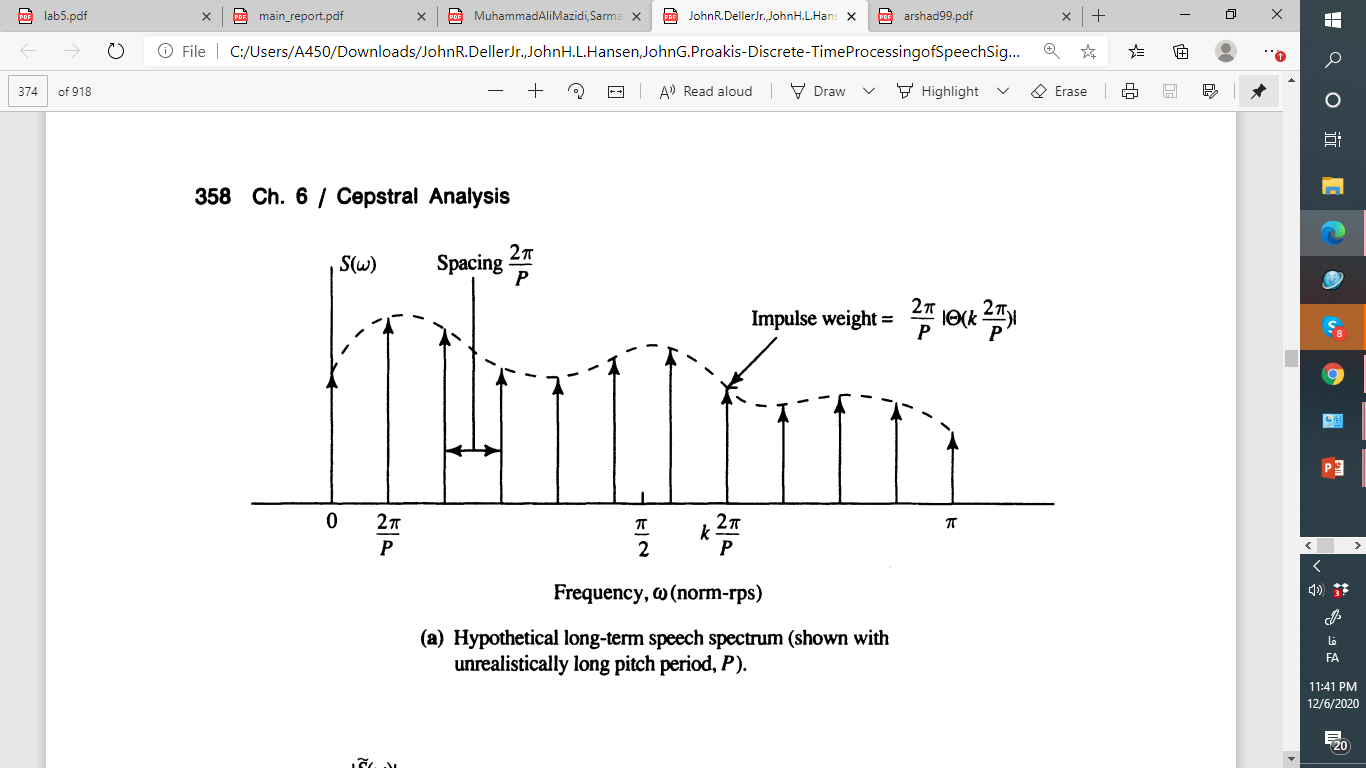 lab5.pdf
main_report.pdf
MuhammadAliMazidi,Sarma
JohnR.DellerJr.,JohnH.L.Hans
arshad99.pdf
File
C:/Users/A450/Downloads/JohnR.DellerJr.,JohnH.L.Hansen,JohnG.Proakis-Discrete-TimeProcessingofSpeechSig...
374 of 918
Read aloud
Draw
Highlight
Erase
358 Ch. 6 / Cepstral Analysis
S(ω)
Spacing 2π/P
Impulse weight = 2π/P |Θ(k 2π/P)|
0 2π/P π/2 k 2π/P π
Frequency, ω (norm-rps)
(a) Hypothetical long-term speech spectrum (shown with
unrealistically long pitch period, P).
8
3
فا
FA
11:41 PM
12/6/2020
20